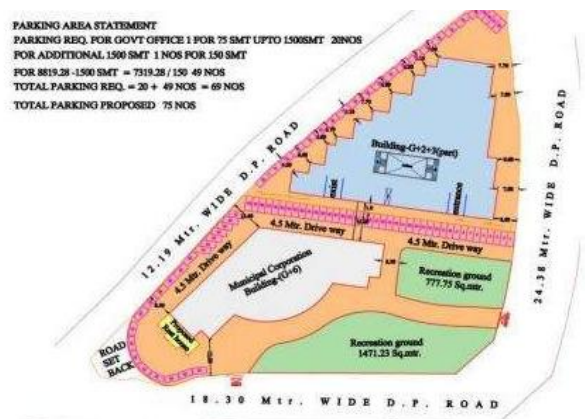 PARKING AREA STATEMENT
PARKING REQ. FOR GOVT OFFICE 1 FOR 75 SMT UPTO 1500SMT 20NOS
FOR ADDITIONAL 1500 SMT 1 NOS FOR 150 SMT
FOR 8819.28 -1500 SMT = 7319.28 / 150 49 NOS
TOTAL PARKING REQ. = 20 + 49 NOS = 69 NOS
TOTAL PARKING PROPOSED 75 NOS
12.19 Mtr. WIDE D.P. ROAD
Building-G+2+3(part)
entrance
24.38 Mtr. WIDE D.P. ROAD
4.5 Mtr. Drive way
4.5 Mtr. Drive way
4.5 Mtr. Drive way
Municipal Corporation
Building-(G+6)
Recreation ground
777.75 Sq.mtr.
Proposed
Recreation ground
1471.23 Sq.mtr.
ROAD
SET
BACK
18.30 Mtr. WIDE D.P. ROAD